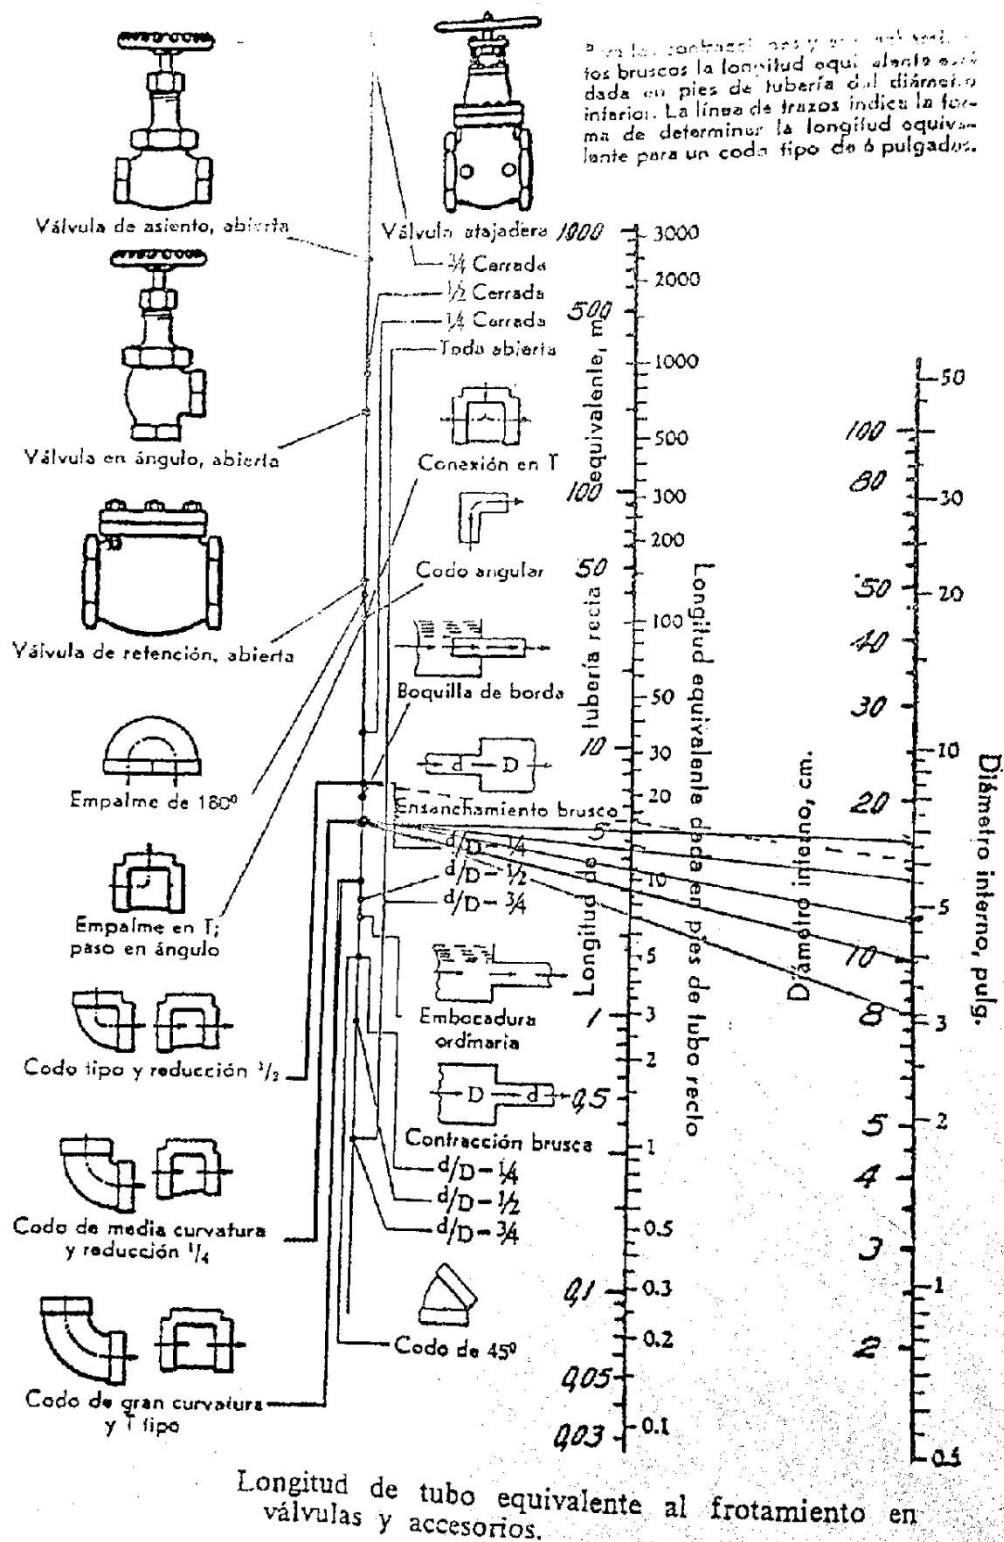 los contracciones y
tos bruscos la longitud equivalente está
dada en pies de tubería del diámetro
inferior. La línea de trazos indica la for-
ma de determinar la longitud equiva-
lente para un codo tipo de 6 pulgadas.
Válvula de asiento, abierta
Válvula en ángulo, abierta
Válvula de retención, abierta
Empalme de 180º
Empalme en T;
paso en ángulo
Codo tipo y reducción ½
Codo de media curvatura
y reducción ¼
Codo de gran curvatura
y T tipo
Válvula atajadera
¾ Cerrada
½ Cerrada
¼ Cerrada
Toda abierta
Conexión en T
Codo angular
Boquilla de borda
d D
Ensanchamiento brusco
d/D - ¼
d/D - ½
d/D - ¾
Embocadura
ordinaria
D d
Contracción brusca
d/D - ¼
d/D - ½
d/D - ¾
Codo de 45º
Longitud de tubería recta equivalente, m
1000
500
100
50
10
5
1
0,5
0,1
0,05
0,03
Longitud equivalente dada en pies de tubo recto
3000
2000
1000
500
300
200
100
50
30
20
10
5
3
2
1
0.5
0.3
0.2
0.1
Diámetro interno, cm.
100
80
50
40
30
20
10
8
5
4
3
2
Diámetro interno, pulg.
50
30
20
10
5
3
2
1
0.5
Longitud de tubo equivalente al frotamiento en
válvulas y accesorios.